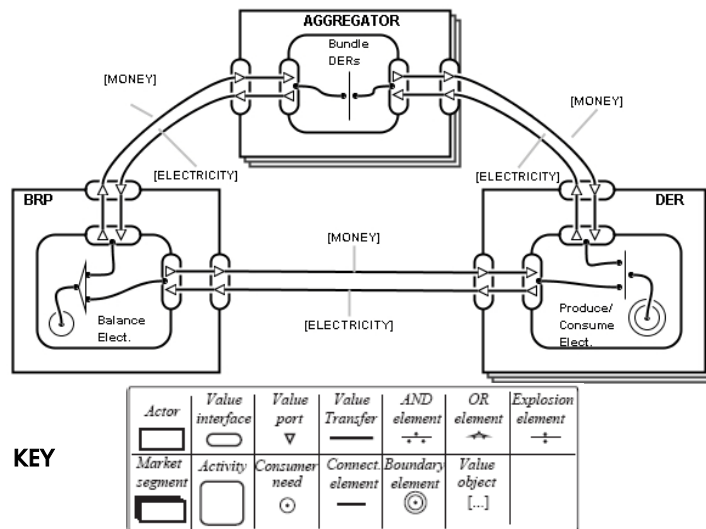 AGGREGATOR
Bundle
DERs
[MONEY]
[MONEY]
[ELECTRICITY]
[ELECTRICITY]
BRP
DER
[MONEY]
Balance
Elect.
[ELECTRICITY]
Produce/
Consume
Elect.
KEY
Actor
Value
interface
Value
port
Value
Transfer
AND
element
OR
element
Explosion
element
Market
segment
Activity
Consumer
need
Connect.
element
Boundary
element
Value
object
[...]